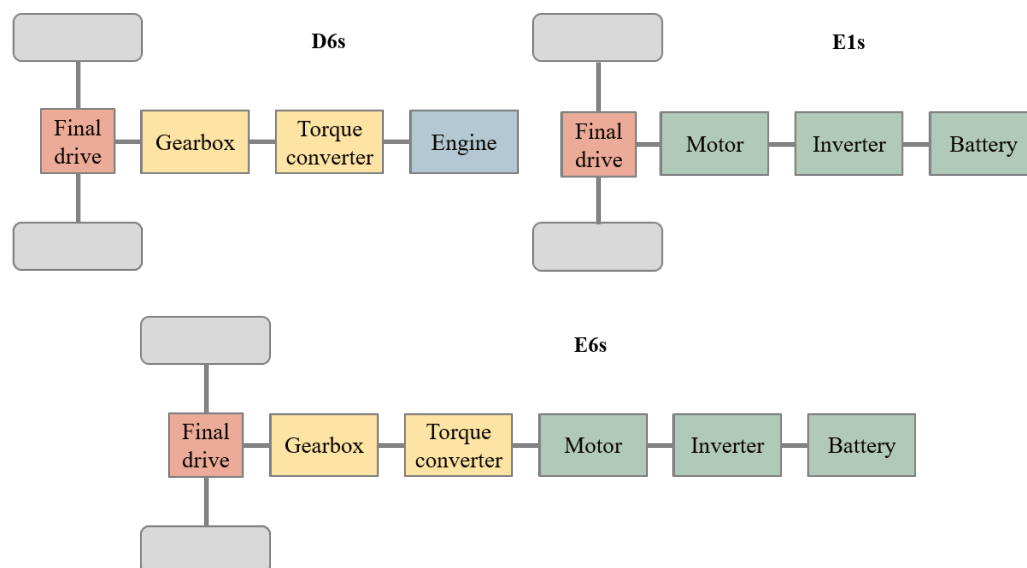 D6s
Final
drive
Gearbox
Torque
converter
Engine
E1s
Final
drive
Motor
Inverter
Battery
E6s
Final
drive
Gearbox
Torque
converter
Motor
Inverter
Battery